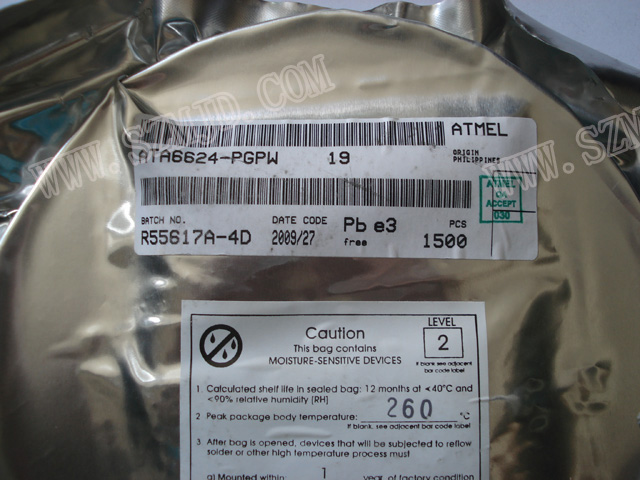 WWW.SZMJD.COM
WWW.SZM
ATMEL
ATA6624-PGPW 19
ORIGIN
PHILIPPINES
ATMEL
QA
ACCEPT
030
BATCH NO. DATE CODE Pb e3 PCS
R55617A-4D 2009/27 free 1500
Caution
This bag contains
MOISTURE-SENSITIVE DEVICES
LEVEL
2
If blank, see adjacent
bar code label
1 Calculated shelf life in sealed bag: 12 months at <40°C and
<90% relative humidity (RH)
2 Peak package body temperature: 260 °C
If blank, see adjacent bar code label
3 After bag is opened, devices that will be subjected to reflow
solder or other high temperature process must
a) Mounted within: 1 year of factory condition